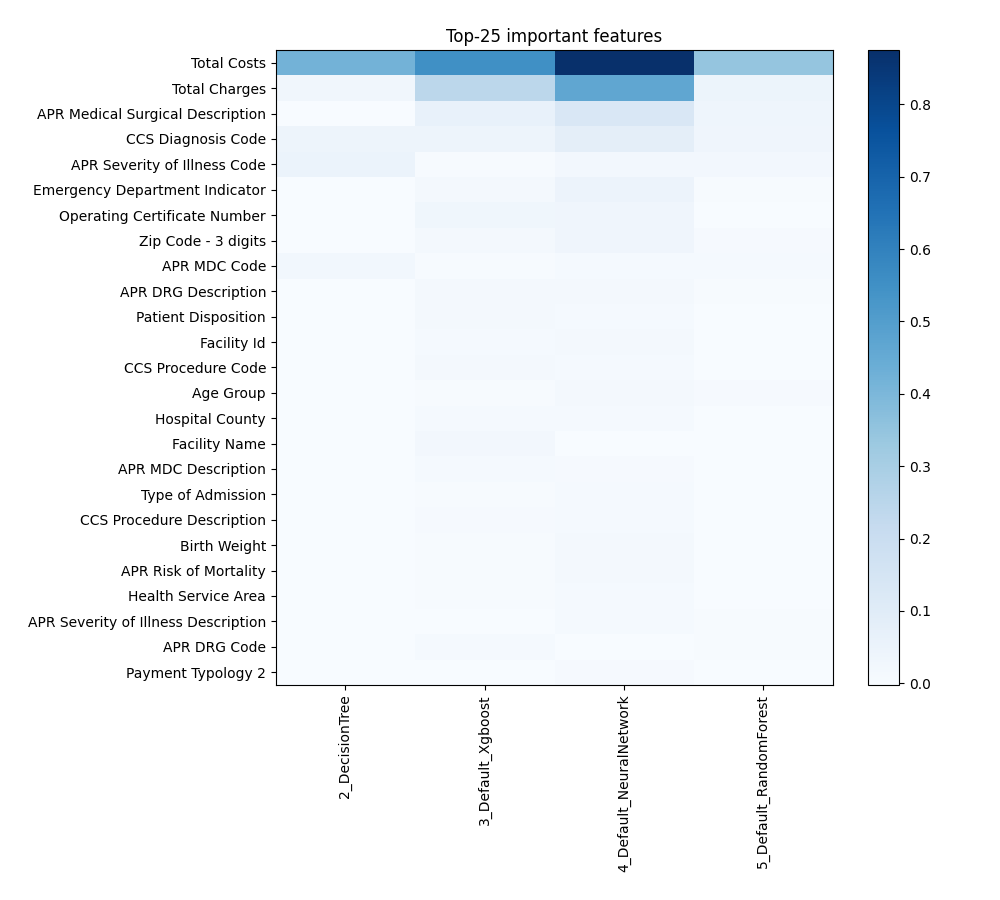 Top-25 important features
Total Costs
Total Charges
APR Medical Surgical Description
CCS Diagnosis Code
APR Severity of Illness Code
Emergency Department Indicator
Operating Certificate Number
Zip Code - 3 digits
APR MDC Code
APR DRG Description
Patient Disposition
Facility Id
CCS Procedure Code
Age Group
Hospital County
Facility Name
APR MDC Description
Type of Admission
CCS Procedure Description
Birth Weight
APR Risk of Mortality
Health Service Area
APR Severity of Illness Description
APR DRG Code
Payment Typology 2
2_DecisionTree
3_Default_Xgboost
4_Default_NeuralNetwork
5_Default_RandomForest
0.8
0.7
0.6
0.5
0.4
0.3
0.2
0.1
0.0